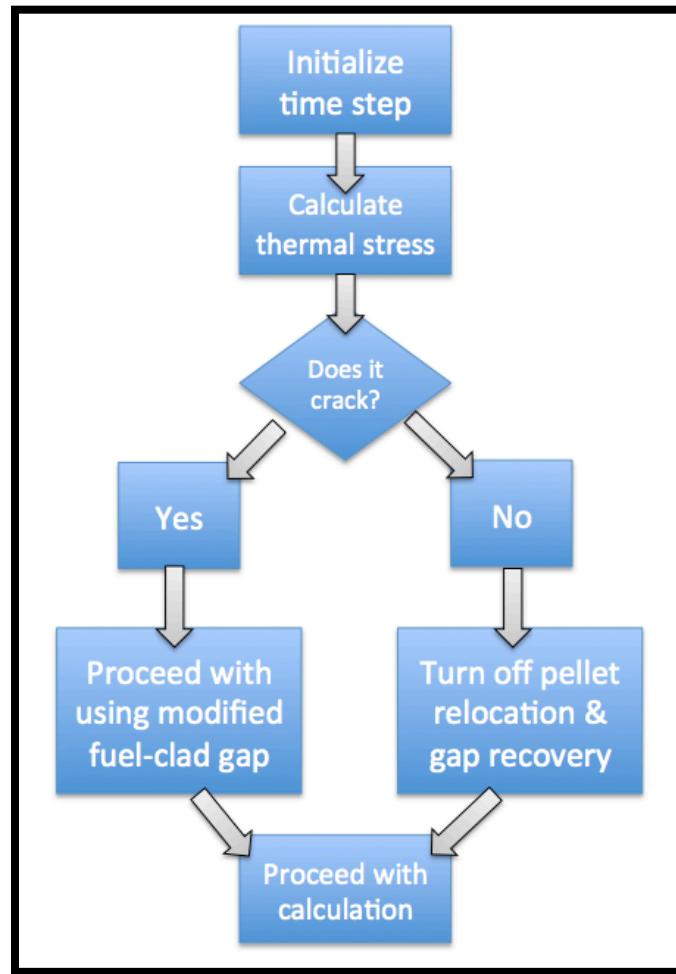 Initialize
time step
Calculate
thermal stress
Does it
crack?
Yes
No
Proceed with
using modified
fuel-clad gap
Turn off pellet
relocation &
gap recovery
Proceed with
calculation